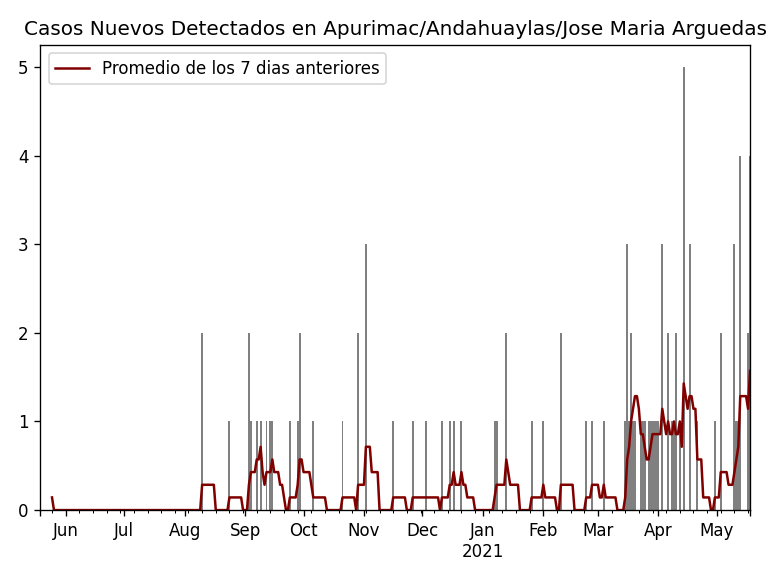 Casos Nuevos Detectados en Apurimac/Andahuaylas/Jose Maria Arguedas
Promedio de los 7 dias anteriores
5
4
3
2
1
0
Jun Jul Aug Sep Oct Nov Dec Jan Feb Mar Apr May
2021